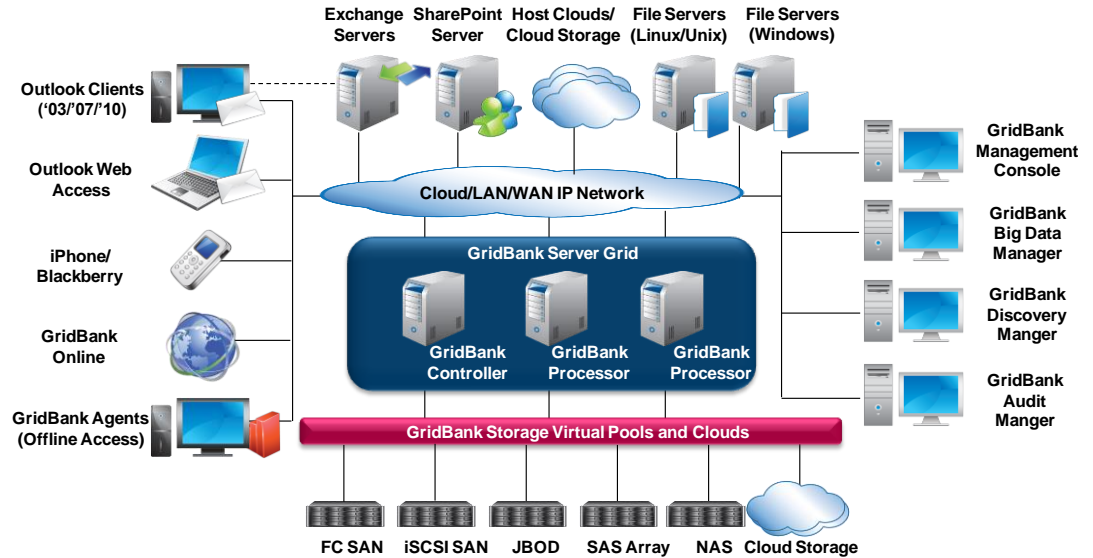 Exchange
Servers
SharePoint
Server
Host Clouds/
Cloud Storage
File Servers
(Linux/Unix)
File Servers
(Windows)
Outlook Clients
(‘03/’07/’10)
Outlook Web
Access
iPhone/
Blackberry
GridBank
Online
GridBank Agents
(Offline Access)
Cloud/LAN/WAN IP Network
GridBank Server Grid
GridBank
Controller
GridBank
Processor
GridBank
Processor
GridBank Storage Virtual Pools and Clouds
GridBank
Management
Console
GridBank
Big Data
Manager
GridBank
Discovery
Manger
GridBank
Audit
Manger
FC SAN
iSCSI SAN
JBOD
SAS Array
NAS
Cloud Storage